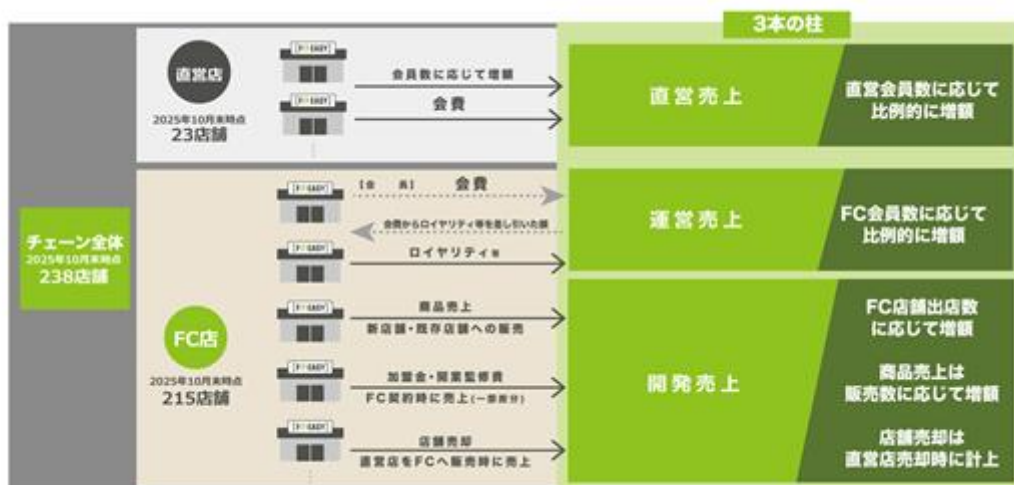 3本の柱
直営店
2025年10月末時点
23店舗
会員数に応じて増額
会費
直営売上
直営会員数に応じて
比例的に増額
チェーン全体
2025年10月末時点
238店舗
FC店
2025年10月末時点
215店舗
会費
会費からロイヤリティ等を差し引いた額
ロイヤリティ等
運営売上
FC会員数に応じて
比例的に増額
商品売上
新店舗・既存店舗への販売
加盟金・開業監修費
FC契約時に売上
店舗売却
直営店をFCへ販売時に売上
開発売上
FC店舗出店数
に応じて増額
商品売上は
販売数に応じて増額
店舗売却は
直営店売却時に計上